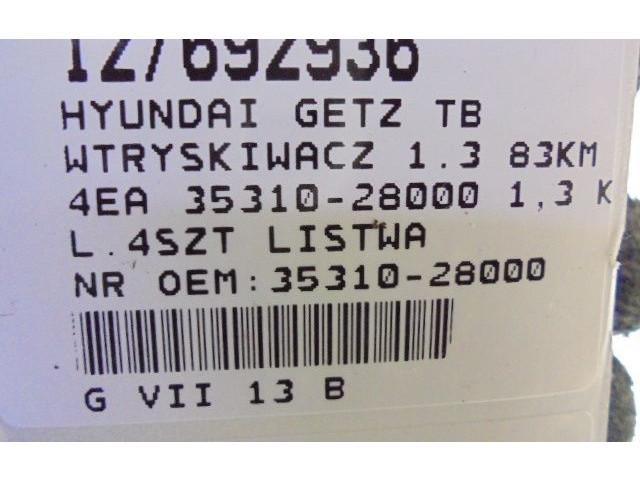 127692936
HYUNDAI GETZ TB
WTRYSKIWACZ 1.3 83KM
4EA 35310-28000 1,3 K
L.4SZT LISTWA
NR OEM:35310-28000
G VII 13 B